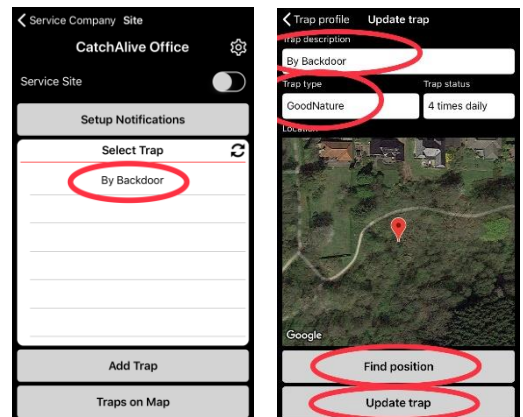 Service Company Site
CatchAlive Office
Service Site
Setup Notifications
Select Trap
By Backdoor
Add Trap
Traps on Map
Trap profile Update trap
Trap description
By Backdoor
Trap type Trap status
GoodNature 4 times daily
Location
Google
Find position
Update trap